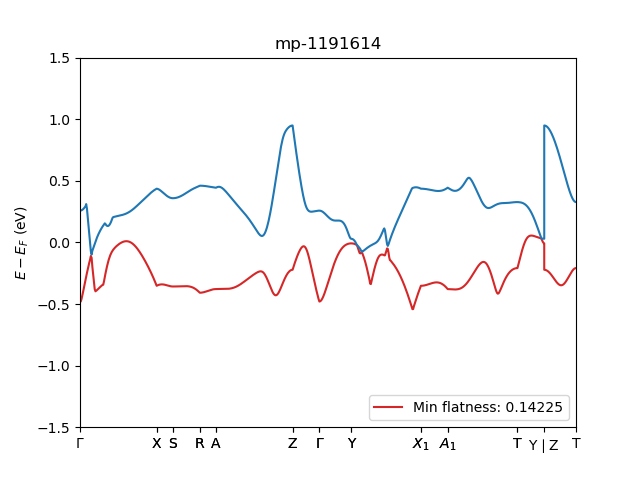 mp-1191614
1.5
1.0
0.5
0.0
−0.5
−1.0
−1.5
E − E_F (eV)
Min flatness: 0.14225
Γ X S R A Z Γ Y X₁ A₁ T Y | Z T